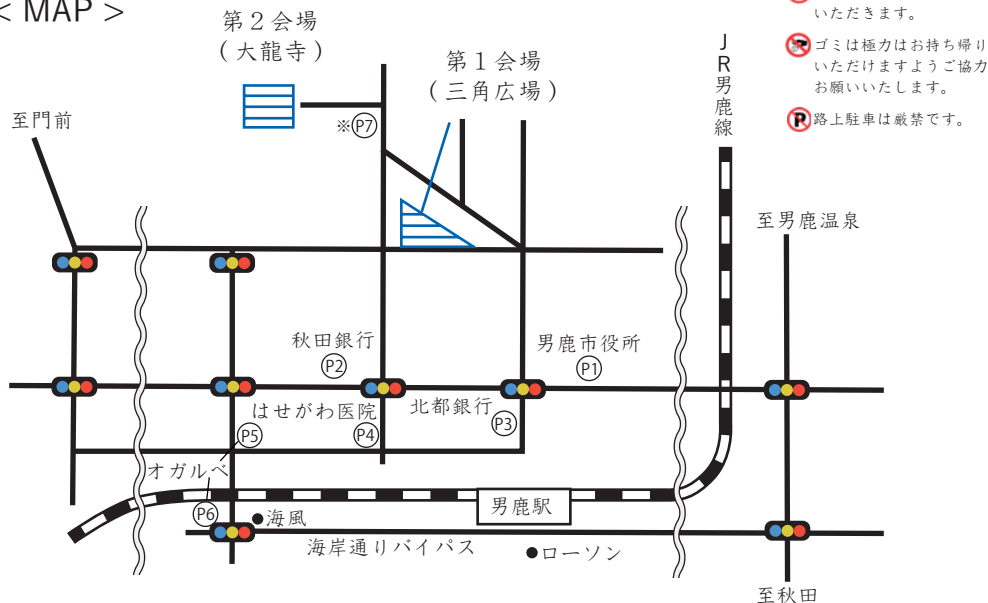 < MAP >
第2会場
(大龍寺)
第1会場
(三角広場)
JR男鹿線
いただきます。
ゴミは極力はお持ち帰り
いただけますようご協力
お願いいたします。
路上駐車は厳禁です。
至門前
※P7
至男鹿温泉
秋田銀行
P2
男鹿市役所
P1
はせがわ医院
P4
北都銀行
P3
P5
オガルベ
P6
●海風
男鹿駅
海岸通りバイパス
●ローソン
至秋田